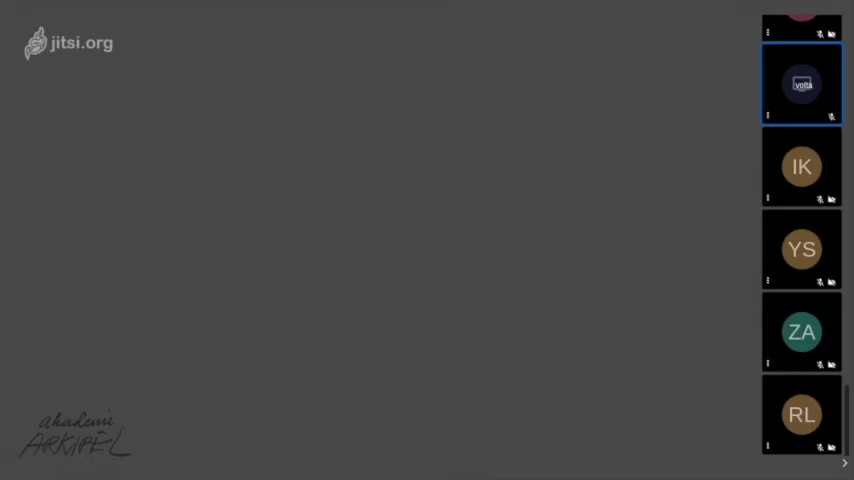 jitsi.org
volta
IK
YS
ZA
RL
akademi
ARKIPEL